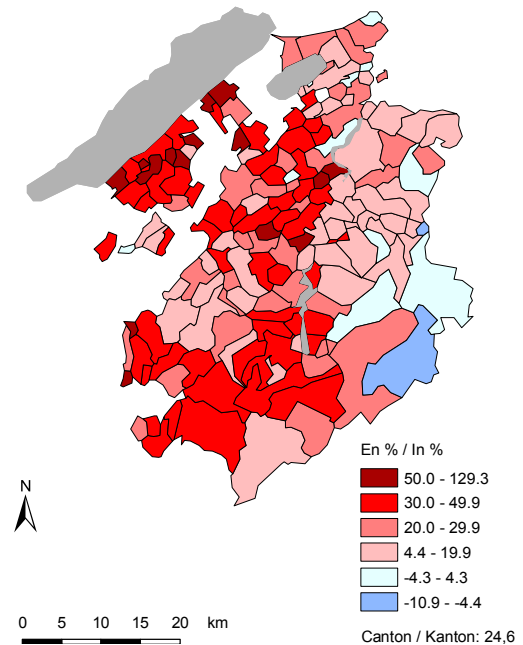 En % / In %
50.0 - 129.3
30.0 - 49.9
20.0 - 29.9
4.4 - 19.9
-4.3 - 4.3
-10.9 - -4.4
N
0 5 10 15 20 km
Canton / Kanton: 24,6